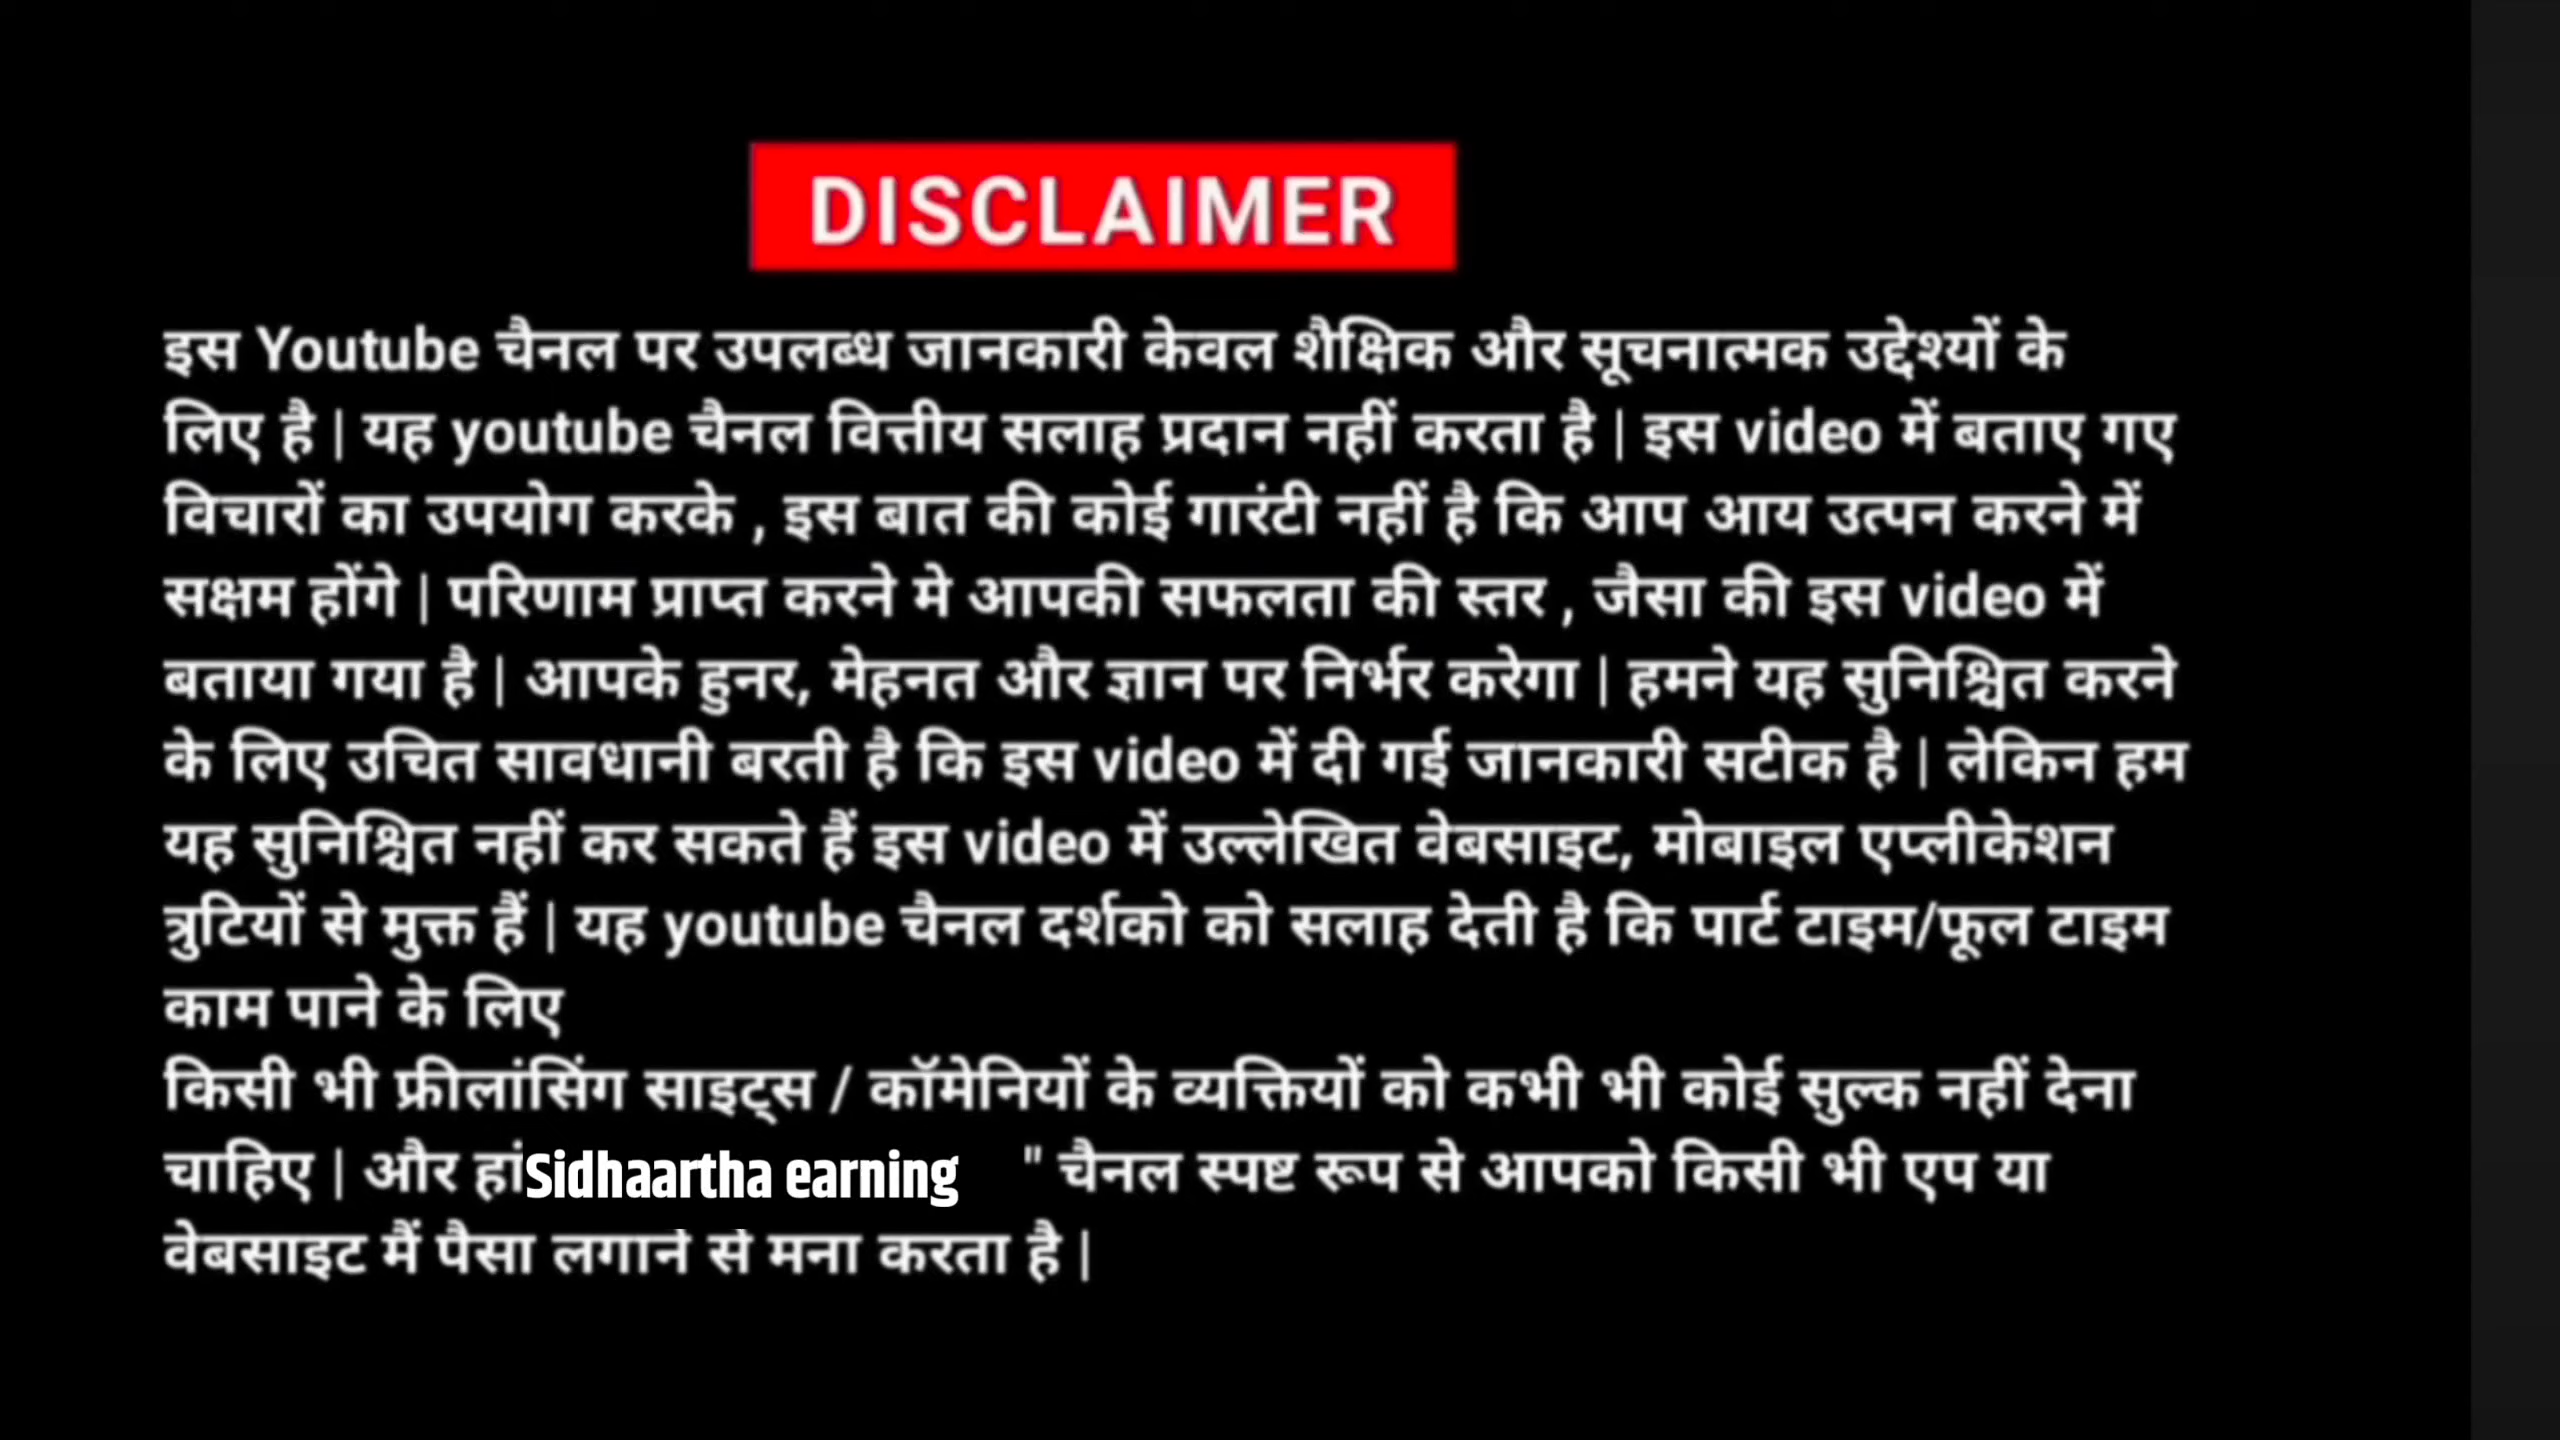 DISCLAIMER
इस Youtube चैनल पर उपलब्ध जानकारी केवल शैक्षिक और सूचनात्मक उद्देश्यों के
लिए है | यह youtube चैनल वित्तीय सलाह प्रदान नहीं करता है | इस video में बताए गए
विचारों का उपयोग करके , इस बात की कोई गारंटी नहीं है कि आप आय उत्पन करने में
सक्षम होंगे | परिणाम प्राप्त करने मे आपकी सफलता की स्तर , जैसा की इस video में
बताया गया है | आपके हुनर, मेहनत और ज्ञान पर निर्भर करेगा | हमने यह सुनिश्चित करने
के लिए उचित सावधानी बरती है कि इस video में दी गई जानकारी सटीक है | लेकिन हम
यह सुनिश्चित नहीं कर सकते हैं इस video में उल्लेखित वेबसाइट, मोबाइल एप्लीकेशन
त्रुटियों से मुक्त हैं | यह youtube चैनल दर्शको को सलाह देती है कि पार्ट टाइम/फूल टाइम
काम पाने के लिए
किसी भी फ्रीलांसिंग साइट्स / कॉमेनियों के व्यक्तियों को कभी भी कोई सुल्क नहीं देना
चाहिए | और हां Sidhaartha earning " चैनल स्पष्ट रूप से आपको किसी भी एप या
वेबसाइट मैं पैसा लगाने से मना करता है |